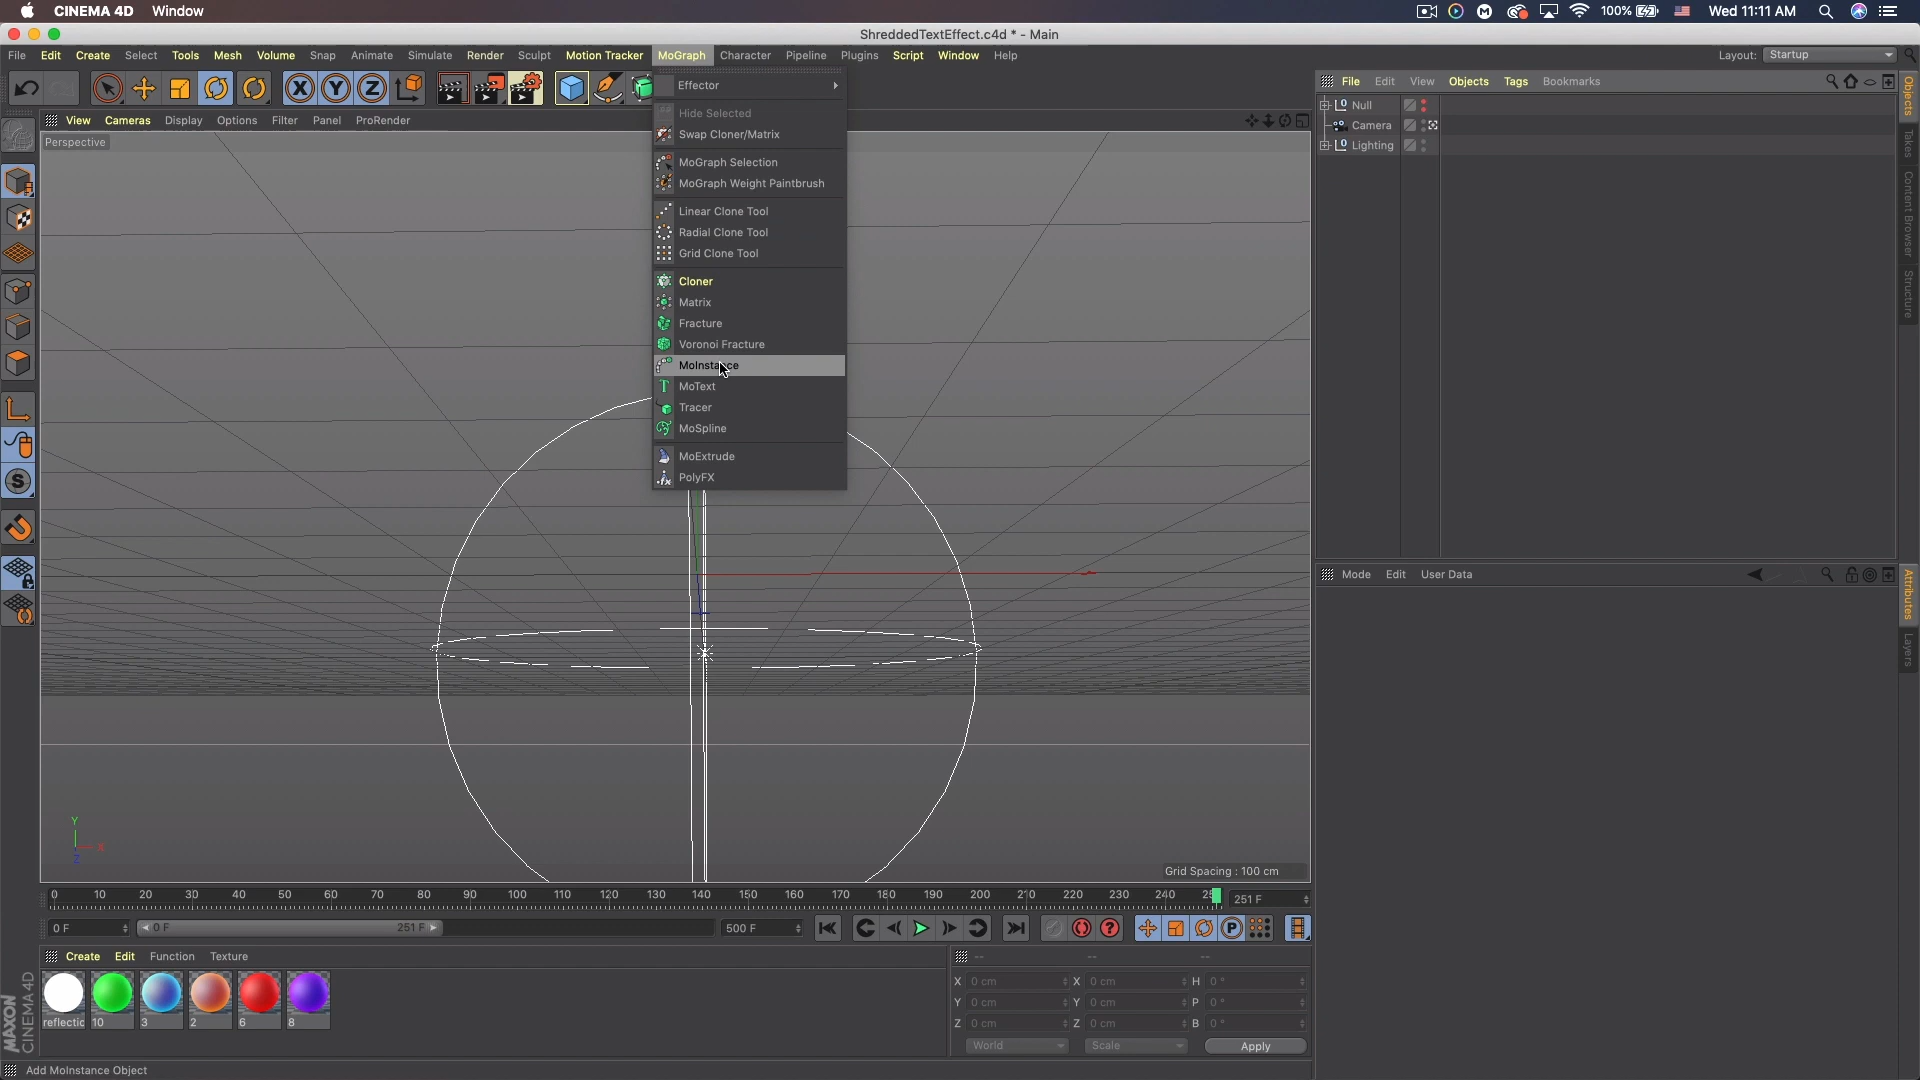 CINEMA 4D Window
100% Wed 11:11 AM
ShreddedTextEffect.c4d * - Main
File Edit Create Select Tools Mesh Volume Snap Animate Simulate Render Sculpt Motion Tracker MoGraph Character Pipeline Plugins Script Window Help Layout: Startup
File Edit View Objects Tags Bookmarks
View Cameras Display Options Filter Panel ProRender
Perspective
Null
Camera
Lighting
Objects
Takes
Content Browser
Structure
Effector
Hide Selected
Swap Cloner/Matrix
MoGraph Selection
MoGraph Weight Paintbrush
Linear Clone Tool
Radial Clone Tool
Grid Clone Tool
Cloner
Matrix
Fracture
Voronoi Fracture
MoInstance
MoText
Tracer
MoSpline
MoExtrude
PolyFX
Mode Edit User Data
Attributes
Layers
Y
X
Z
Grid Spacing : 100 cm
0 10 20 30 40 50 60 70 80 90 100 110 120 130 140 150 160 170 180 190 200 210 220 230 240 251 F
0 F 0 F 251 F 500 F
Create Edit Function Texture
-- -- --
X 0 cm X 0 cm H 0 °
Y 0 cm Y 0 cm P 0 °
Z 0 cm Z 0 cm B 0 °
World Scale Apply
reflectic 10 3 2 6 8
MAXON
CINEMA 4D
Add MoInstance Object